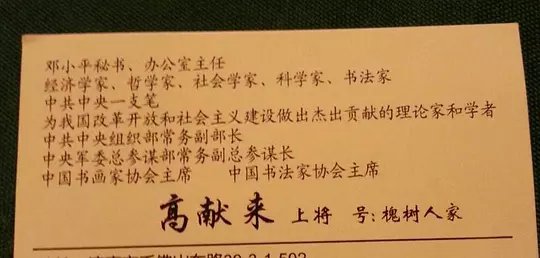 邓小平秘书、办公室主任
经济学家、哲学家、社会学家、科学家、书法家
中共中央一支笔
为我国改革开放和社会主义建设做出杰出贡献的理论家和学者
中共中央组织部常务副部长
中央军委总参谋部常务副总参谋长
中国书画家协会主席 中国书法家协会主席
高献来 上将 号:槐树人家